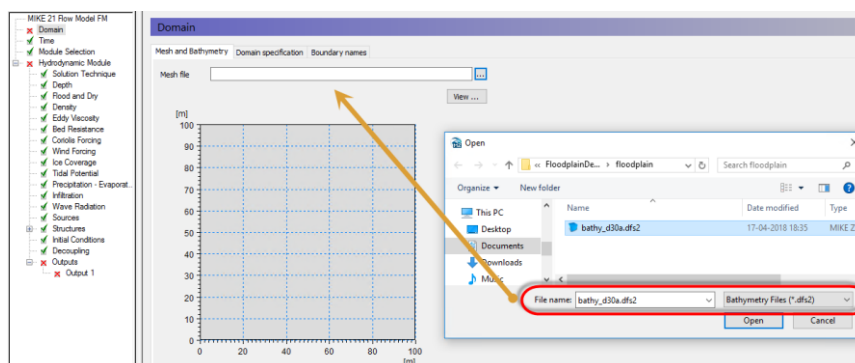 MIKE 21 Flow Model FM
Domain
Time
Module Selection
Hydrodynamic Module
Solution Technique
Depth
Flood and Dry
Density
Eddy Viscosity
Bed Resistance
Coriolis Forcing
Wind Forcing
Ice Coverage
Tidal Potential
Precipitation - Evaporat...
Infiltration
Wave Radiation
Sources
Structures
Initial Conditions
Decoupling
Outputs
Output 1
Domain
Mesh and Bathymetry Domain specification Boundary names
Mesh file ...
View ...
[m]
100
90
80
70
60
50
40
30
20
10
0
0 20 40 60 80 100
[m]
Open
« FloodplainDe... › floodplain Search floodplain
Organize New folder
This PC
Desktop
Documents
Downloads
Music
Name Date modified Type
bathy_d30a.dfs2 17-04-2018 18:35 MIKE Z
File name: bathy_d30a.dfs2 Bathymetry Files (*.dfs2)
Open Cancel